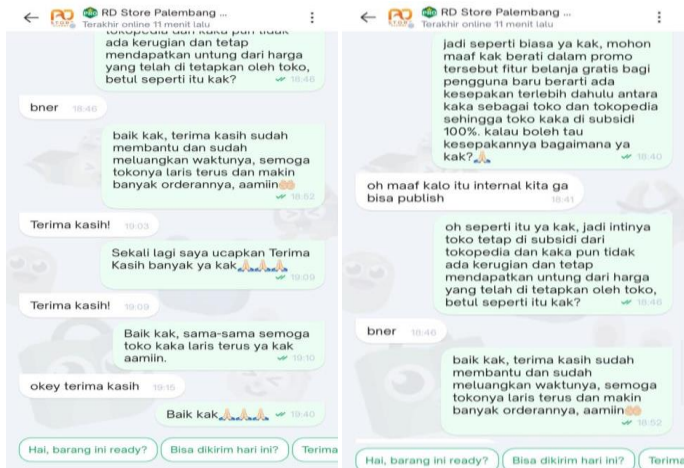 RD Store Palembang ...
Terakhir online 11 menit lalu
ada kerugian dan tetap
mendapatkan untung dari harga
yang telah di tetapkan oleh toko,
betul seperti itu kak?
18:46
bner 18:46
baik kak, terima kasih sudah
membantu dan sudah
meluangkan waktunya, semoga
tokonya laris terus dan makin
banyak orderannya, aamiin🤲🏻
18:52
Terima kasih! 19:03
Sekali lagi saya ucapkan Terima
Kasih banyak ya kak🙏🏻🙏🏻🙏🏻
19:09
Terima kasih! 19:09
Baik kak, sama-sama semoga
toko kaka laris terus ya kak
aamiin.
19:10
okey terima kasih 19:15
Baik kak🙏🏻🙏🏻🙏🏻 19:40
Hai, barang ini ready? Bisa dikirim hari ini? Terima
RD Store Palembang ...
Terakhir online 11 menit lalu
jadi seperti biasa ya kak, mohon
maaf kak berati dalam promo
tersebut fitur belanja gratis bagi
pengguna baru berarti ada
kesepakan terlebih dahulu antara
kaka sebagai toko dan tokopedia
sehingga toko kaka di subsidi
100%. kalau boleh tau
kesepakannya bagaimana ya
kak?🙏🏻
18:40
oh maaf kalo itu internal kita ga
bisa publish
18:41
oh seperti itu ya kak, jadi intinya
toko tetap di subsidi dari
tokopedia dan kaka pun tidak
ada kerugian dan tetap
mendapatkan untung dari harga
yang telah di tetapkan oleh toko,
betul seperti itu kak?
18:46
bner 18:46
baik kak, terima kasih sudah
membantu dan sudah
meluangkan waktunya, semoga
tokonya laris terus dan makin
banyak orderannya, aamiin🤲🏻
18:52
Hai, barang ini ready? Bisa dikirim hari ini? Terima